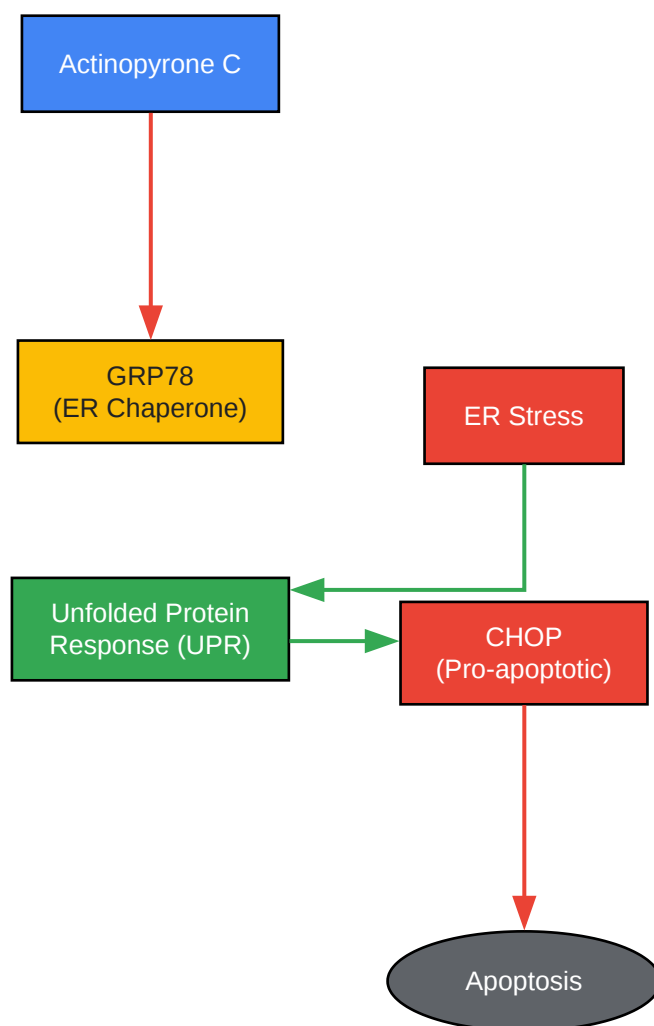 Actinopyrone C
GRP78
(ER Chaperone)
ER Stress
Unfolded Protein
Response (UPR)
CHOP
(Pro-apoptotic)
Apoptosis